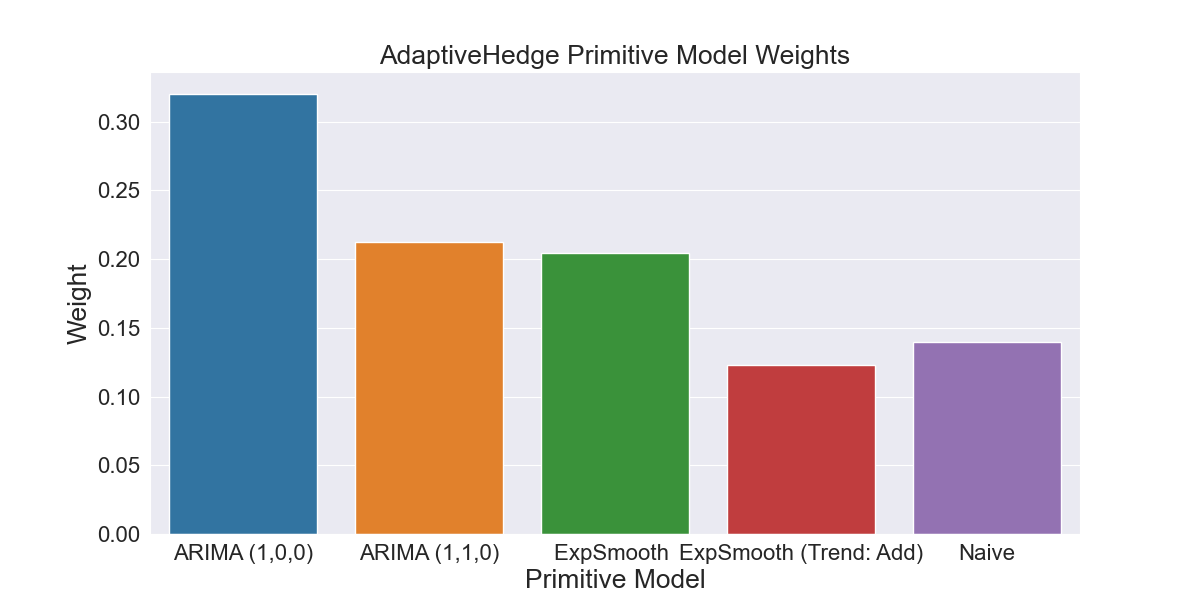 AdaptiveHedge Primitive Model Weights
0.30
0.25
0.20
0.15
0.10
0.05
0.00
Weight
ARIMA (1,0,0) ARIMA (1,1,0) ExpSmooth ExpSmooth (Trend: Add) Naive
Primitive Model